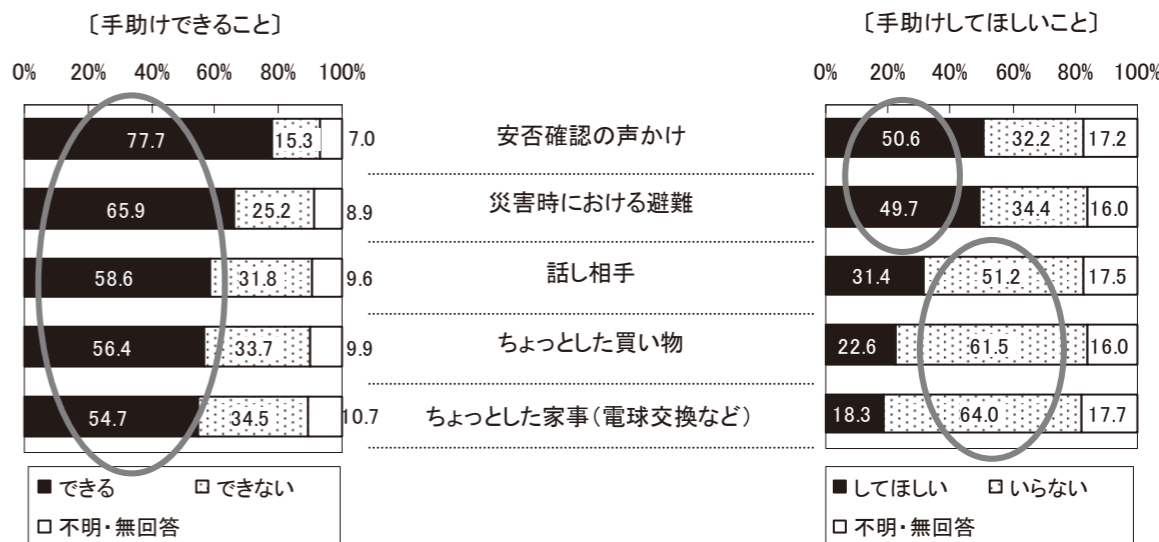 〔手助けできること〕
〔手助けしてほしいこと〕
0% 20% 40% 60% 80% 100%
0% 20% 40% 60% 80% 100%
77.7 15.3 7.0 安否確認の声かけ 50.6 32.2 17.2
65.9 25.2 8.9 災害時における避難 49.7 34.4 16.0
58.6 31.8 9.6 話し相手 31.4 51.2 17.5
56.4 33.7 9.9 ちょっとした買い物 22.6 61.5 16.0
54.7 34.5 10.7 ちょっとした家事(電球交換など) 18.3 64.0 17.7
できる できない
不明・無回答
してほしい いらない
不明・無回答